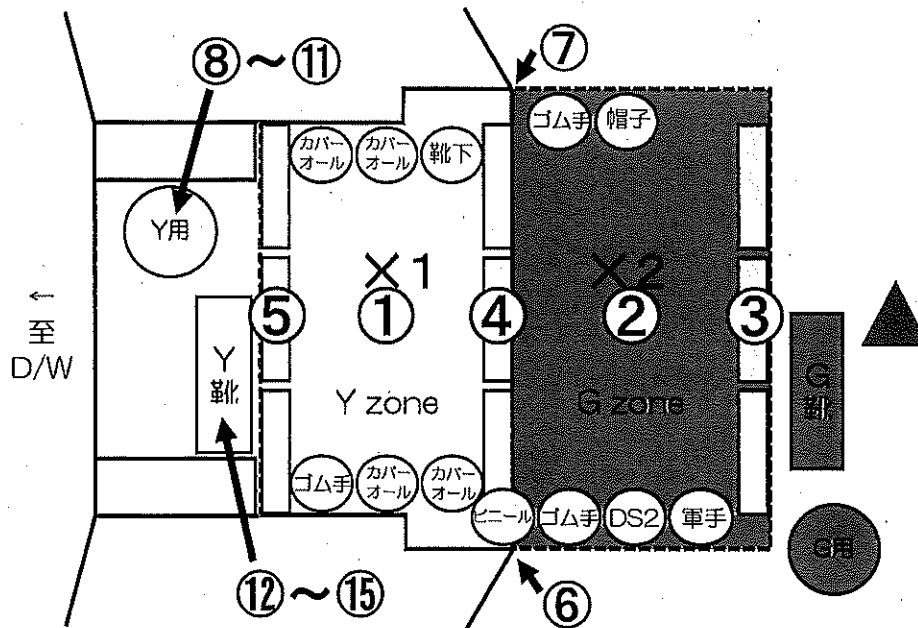 ⑧～⑪
⑦
ゴム手
帽子
カバー
オール
カバー
オール
靴下
Y用
×1
×2
←
至
D/W
⑤
①
④
②
③
Y
靴
G
靴
Y zone
G zone
ゴム手
カバー
オール
カバー
オール
ビニール
ゴム手
DS2
軍手
G用
⑫～⑮
⑥